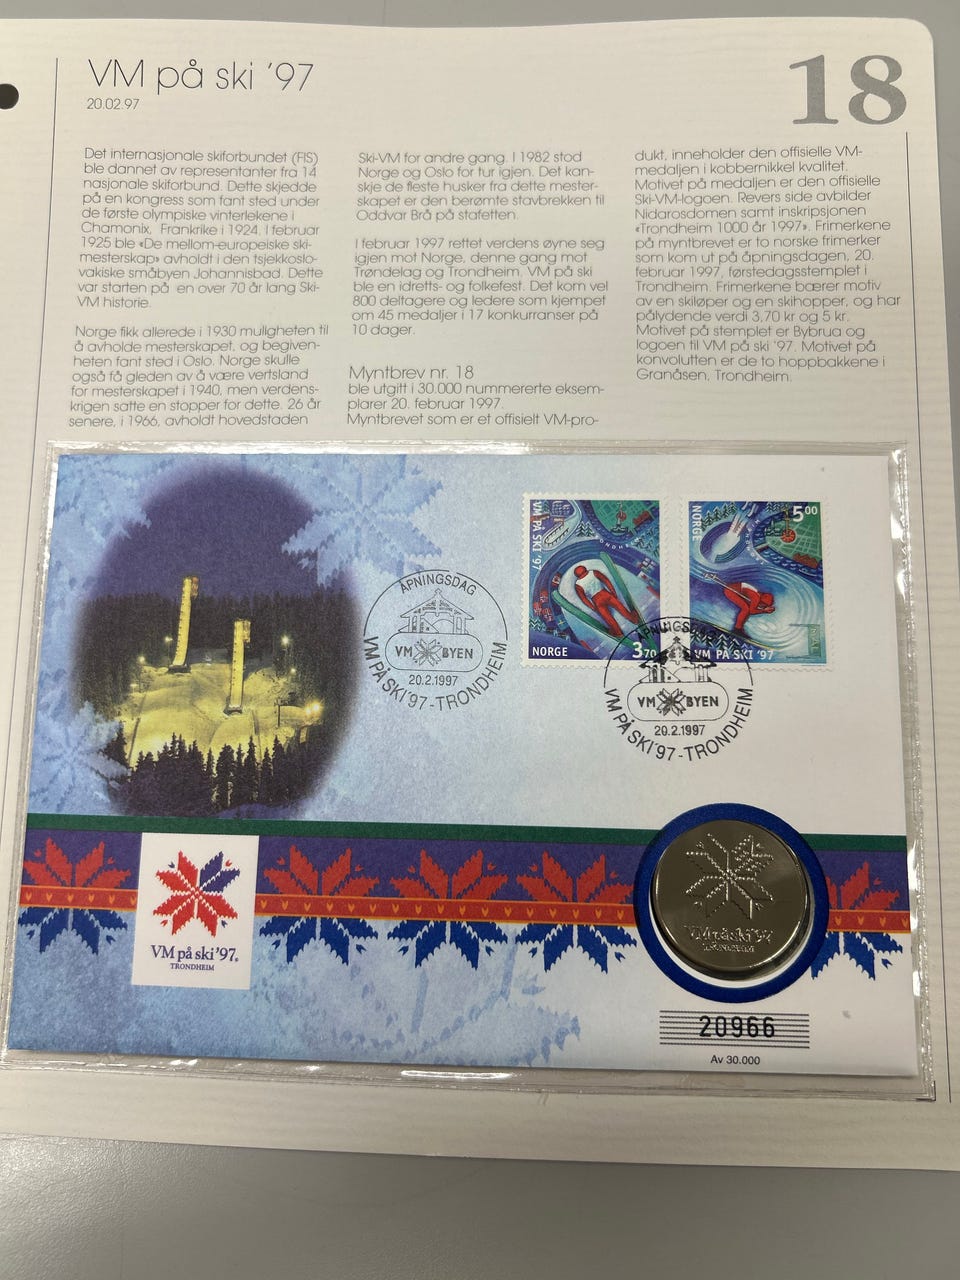 VM på ski '97
20.02.97
18
Det internasjonale skiforbundet (FIS)
ble dannet av representanter fra 14
nasjonale skiforbund. Dette skjedde
på en kongress som fant sted under
de første olympiske vinterlekene i
Chamonix, Frankrike i 1924. I februar
1925 ble «De mellom-europeiske ski-
mesterskap» avholdt i den tsjekkoslo-
vakiske småbyen Johannisbad. Dette
var starten på en over 70 år lang Ski-
VM historie.
Norge fikk allerede i 1930 muligheten til
å avholde mesterskapet, og begiven-
heten fant sted i Oslo. Norge skulle
også få gleden av å være vertsland
for mesterskapet i 1940, men verdens-
krigen satte en stopper for dette. 26 år
senere, i 1966, avholdt hovedstaden
Ski-VM for andre gang. I 1982 stod
Norge og Oslo for tur igjen. Det kan-
skje de fleste husker fra dette mester-
skapet er den berømte stavbrekken til
Oddvar Brå på stafetten.
I februar 1997 rettet verdens øyne seg
igjen mot Norge, denne gang mot
Trøndelag og Trondheim. VM på ski
ble en idretts- og folkefest. Det kom vel
800 deltagere og ledere som kjempet
om 45 medaljer i 17 konkurranser på
10 dager.
Myntbrev nr. 18
ble utgitt i 30.000 nummererte eksem-
plarer 20. februar 1997.
Myntbrevet som er et offisielt VM-pro-
dukt, inneholder den offisielle VM-
medaljen i kobbernikkel kvalitet.
Motivet på medaljen er den offisielle
Ski-VM-logoen. Revers side avbilder
Nidarosdomen samt inskripsjonen
«Trondheim 1000 år 1997». Frimerkene
på myntbrevet er to norske frimerker
som kom ut på åpningsdagen, 20.
februar 1997, førstedagsstemplet i
Trondheim. Frimerkene bærer motiv
av en skiløper og en skihopper, og har
pålydende verdi 3,70 kr og 5 kr.
Motivet på stemplet er Bybrua og
logoen til VM på ski '97. Motivet på
konvolutten er de to hoppbakkene i
Granåsen, Trondheim.
ÅPNINGSDAG
VM BYEN
20.2.1997
VM PÅ SKI '97 - TRONDHEIM
VM PÅ SKI '97
TRONDHEIM
NORGE 3.70
NORGE
5.00
VM PÅ SKI '97
ÅPNINGSDAG
VM BYEN
20.2.1997
VM PÅ SKI '97 - TRONDHEIM
VM på ski '97.
TRONDHEIM
VM på ski '97
TRONDHEIM
20966
Av 30.000